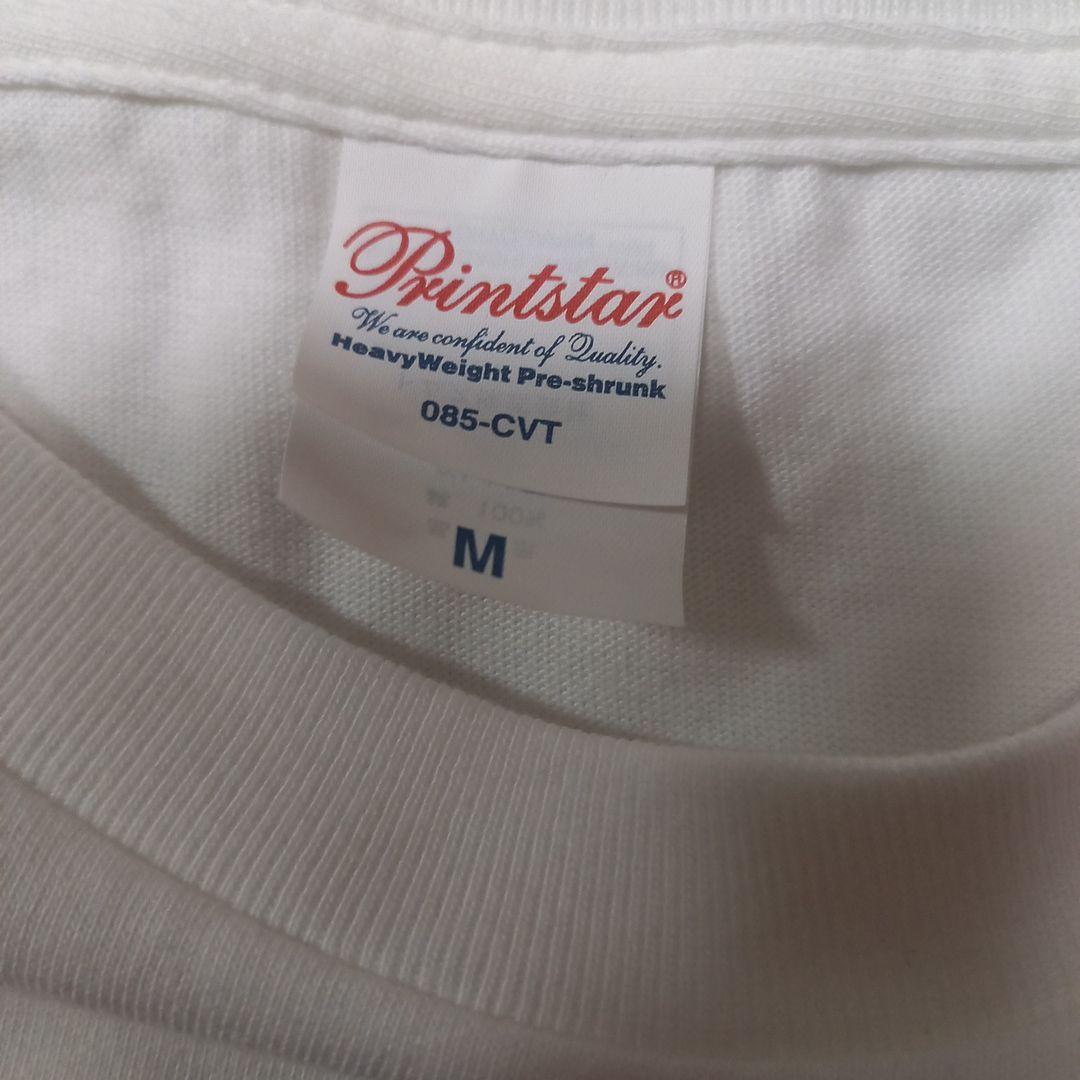 Printstar®
We are confident of Quality.
HeavyWeight Pre-shrunk
085-CVT
M